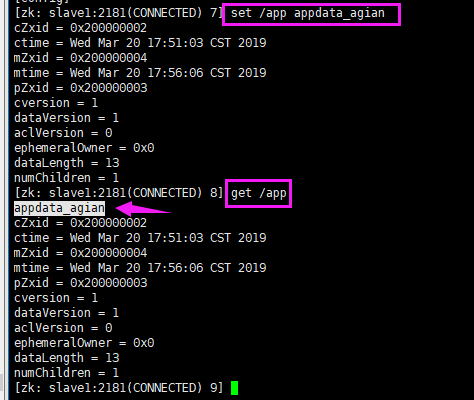 [zk: slave1:2181(CONNECTED) 7] set /app appdata_agian
cZxid = 0x200000002
ctime = Wed Mar 20 17:51:03 CST 2019
mZxid = 0x200000004
mtime = Wed Mar 20 17:56:06 CST 2019
pZxid = 0x200000003
cversion = 1
dataVersion = 1
aclVersion = 0
ephemeralOwner = 0x0
dataLength = 13
numChildren = 1
[zk: slave1:2181(CONNECTED) 8] get /app
appdata_agian
cZxid = 0x200000002
ctime = Wed Mar 20 17:51:03 CST 2019
mZxid = 0x200000004
mtime = Wed Mar 20 17:56:06 CST 2019
pZxid = 0x200000003
cversion = 1
dataVersion = 1
aclVersion = 0
ephemeralOwner = 0x0
dataLength = 13
numChildren = 1
[zk: slave1:2181(CONNECTED) 9]